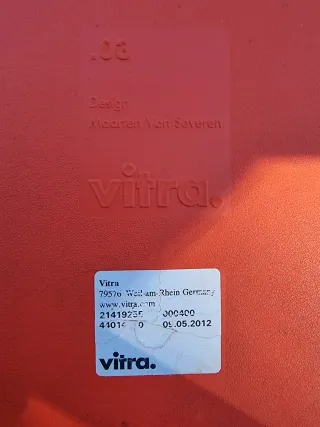 .03
Design
Maarten Van Severen
vitra.
Vitra
79576 Weil-am-Rhein Germany
www.vitra.com
000400
09.05.2012
vitra.